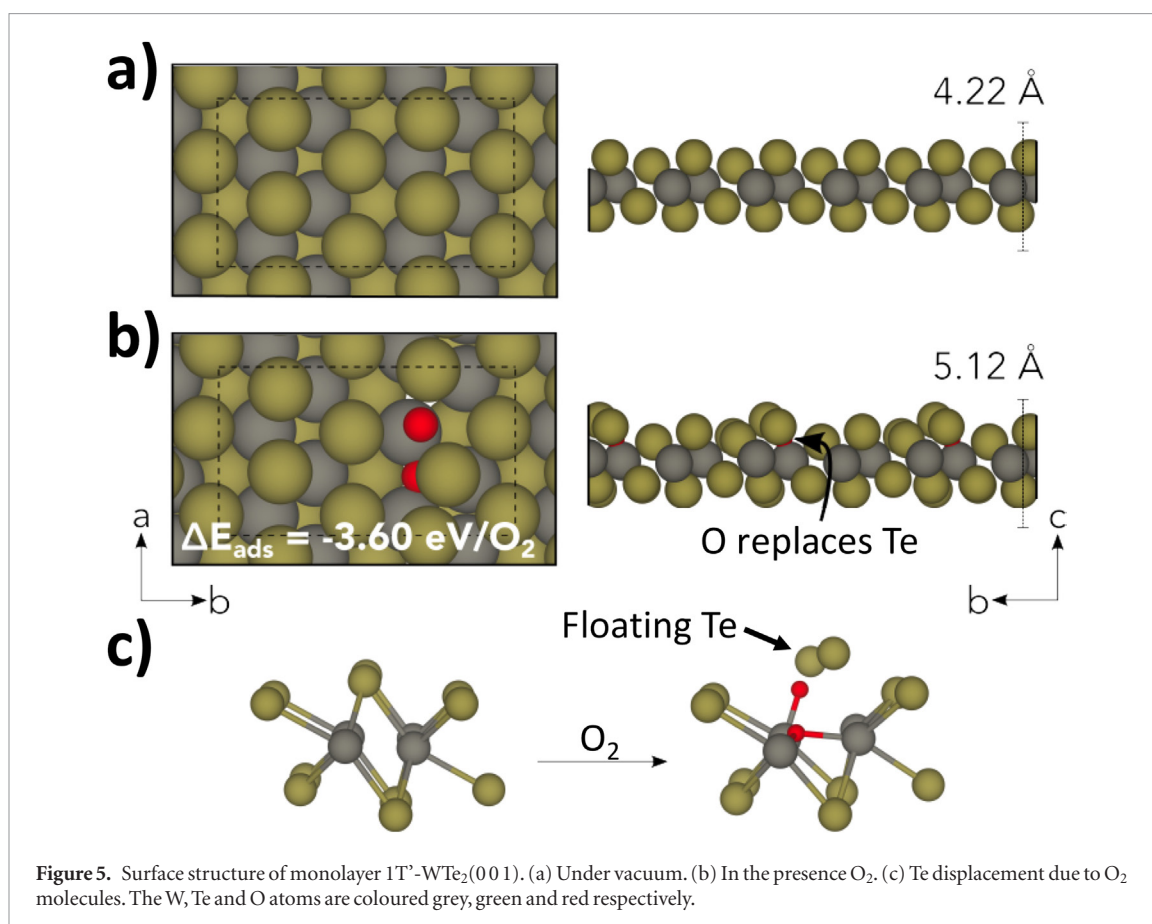 a)
4.22 Å
b)
5.12 Å
ΔE_ads = -3.60 eV/O₂
O replaces Te
a
b
c
b
c)
Floating Te
O₂
Figure 5. Surface structure of monolayer 1T'-WTe₂(0 0 1). (a) Under vacuum. (b) In the presence O₂. (c) Te displacement due to O₂
molecules. The W, Te and O atoms are coloured grey, green and red respectively.